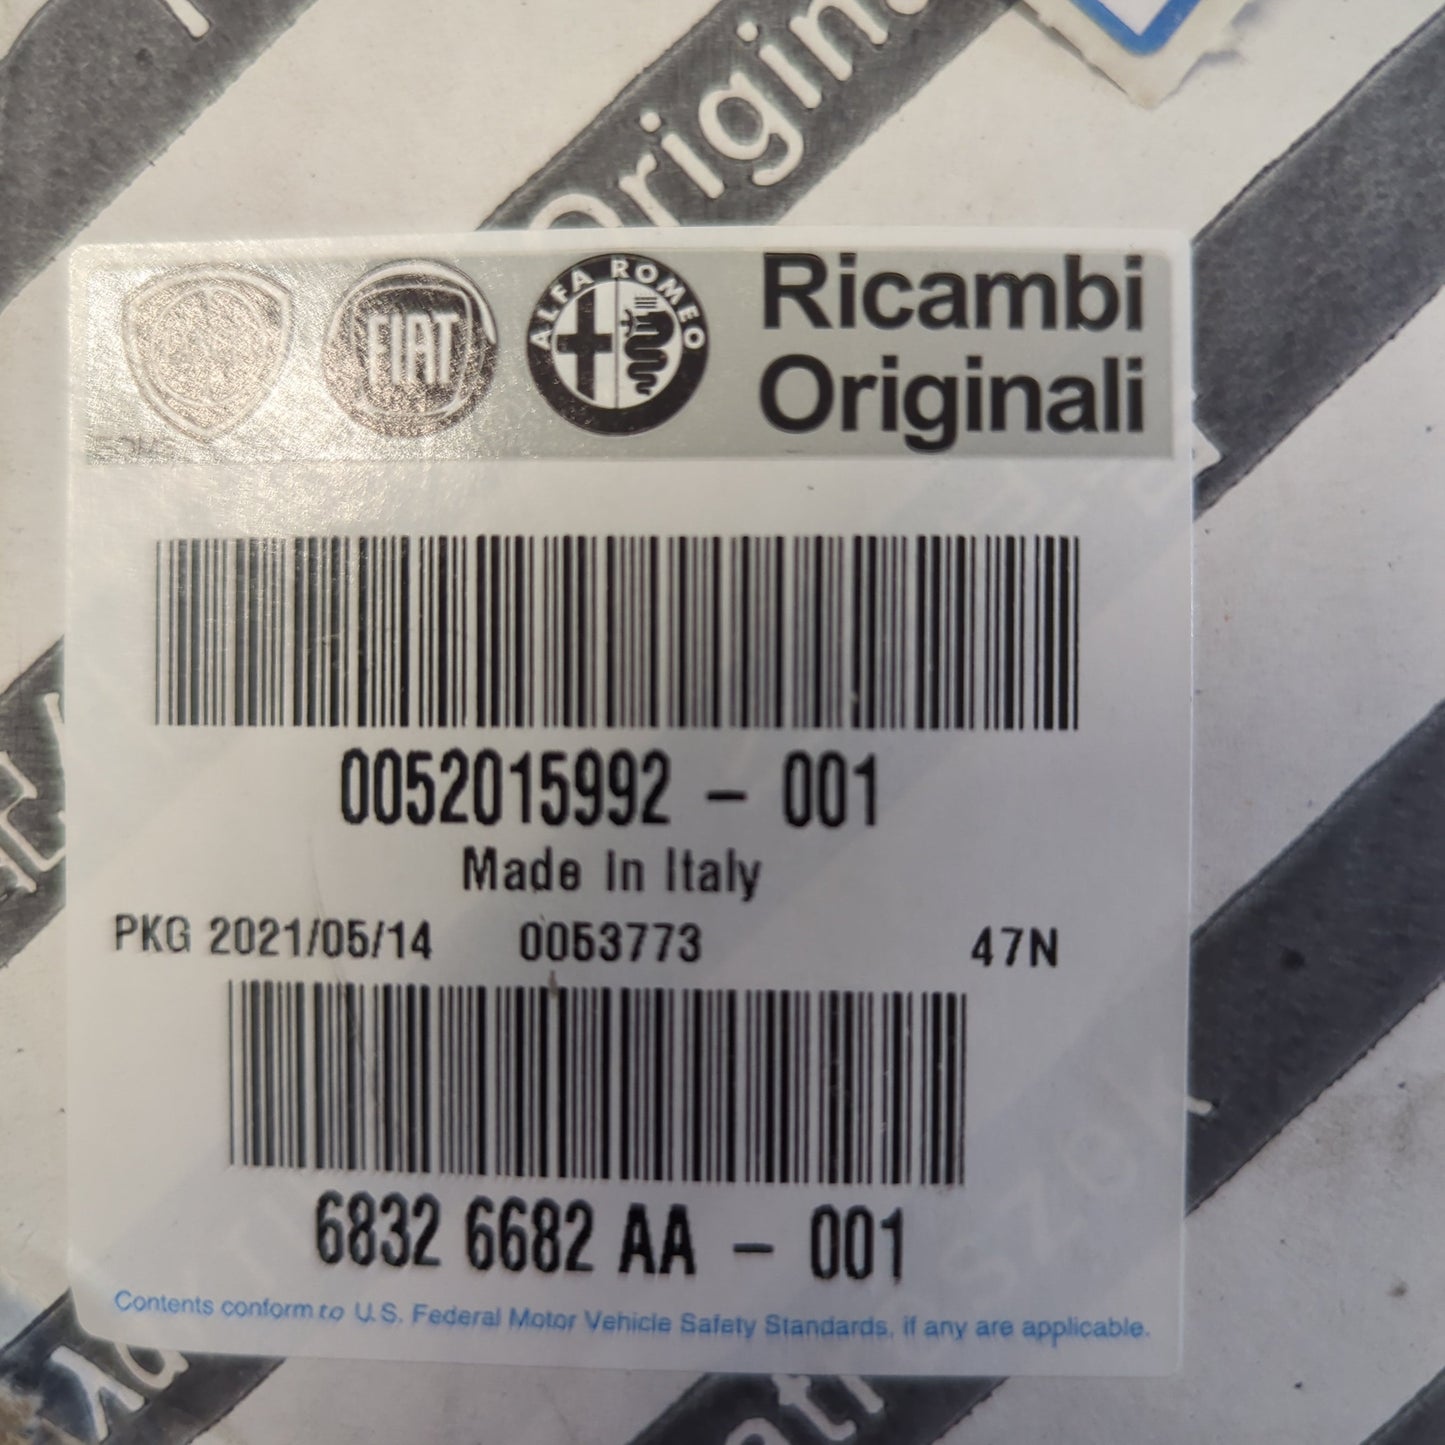 Original
FIAT
ALFA ROMEO
Ricambi
Originali
0052015992 - 001
Made In Italy
PKG 2021/05/14 0053773 47N
6832 6682 AA - 001
Contents conform to U.S. Federal Motor Vehicle Safety Standards, if any are applicable.